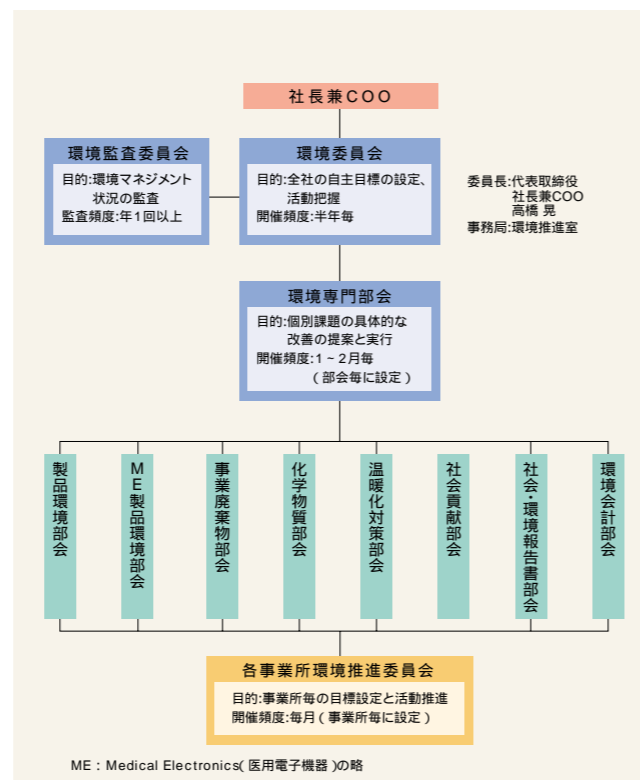 社長兼COO
環境監査委員会
目的:環境マネジメント
状況の監査
監査頻度:年1回以上
環境委員会
目的:全社の自主目標の設定、
活動把握
開催頻度:半年毎
委員長:代表取締役
社長兼COO
高橋 晃
事務局:環境推進室
環境専門部会
目的:個別課題の具体的な
改善の提案と実行
開催頻度:1~2月毎
(部会毎に設定)
製品環境部会
ME製品環境部会
事業廃棄物部会
化学物質部会
温暖化対策部会
社会貢献部会
社会・環境報告書部会
環境会計部会
各事業所環境推進委員会
目的:事業所毎の目標設定と活動推進
開催頻度:毎月(事業所毎に設定)
ME:Medical Electronics(医用電子機器)の略